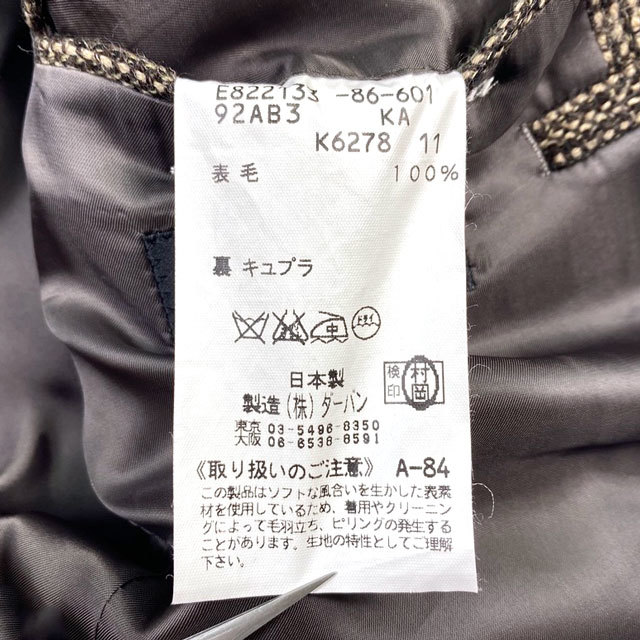 E822133 -86-601
92AB3 KA
K6278 11
表 毛 100%
裏 キュプラ
中 ドライ
日本製
製造 (株) ダーバン
東京 03-5496-8350
大阪 06-6538-8591
検印 村岡
《取り扱いのご注意》 A-84
この製品はソフトな風合いを生かした表素
材を使用しているため、着用やクリーニン
グによって毛羽立ち、ピリングの発生する
ことがあります。生地の特性としてご理解
下さい。